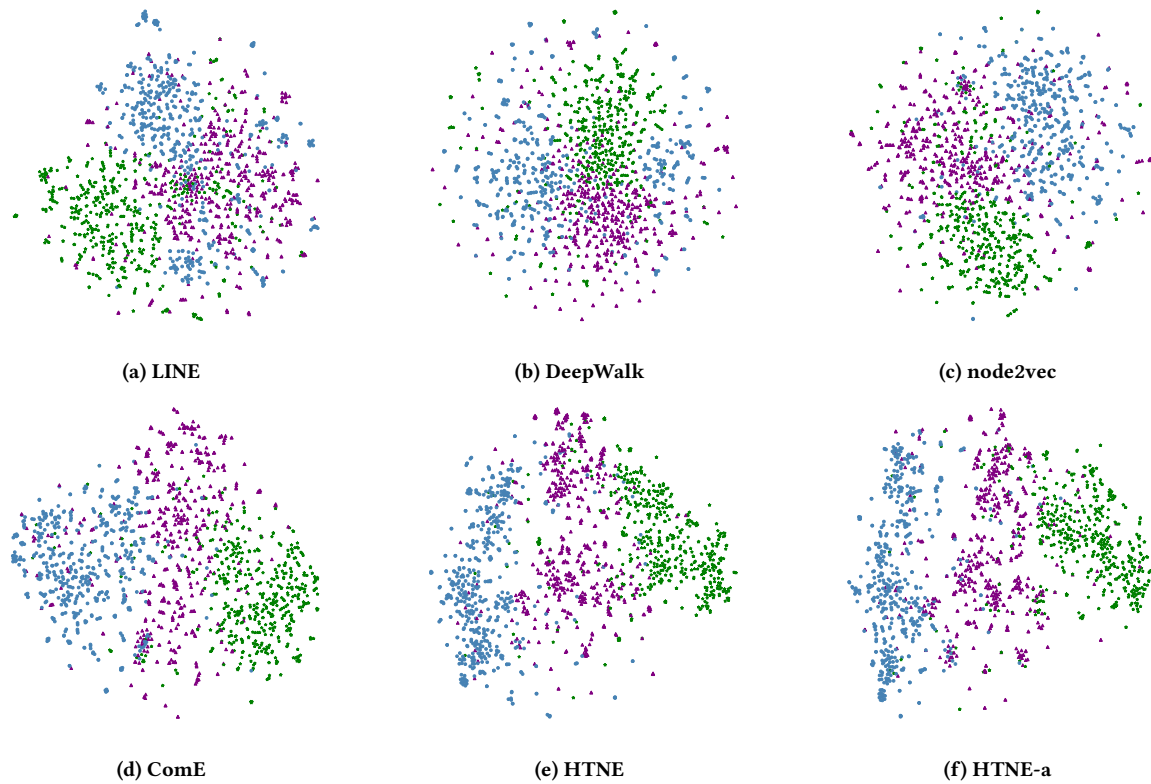 (a) LINE
(b) DeepWalk
(c) node2vec
(d) ComE
(e) HTNE
(f) HTNE-a